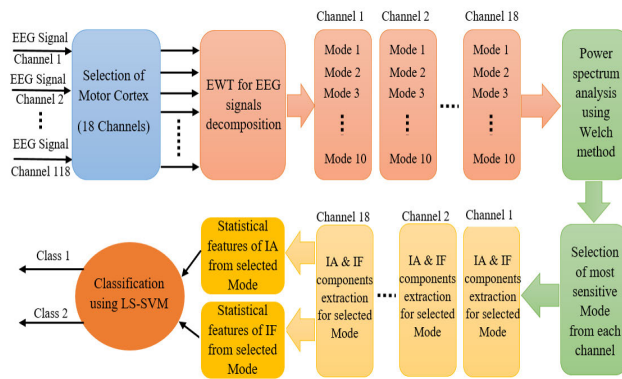 EEG Signal
Channel 1
EEG Signal
Channel 2
EEG Signal
Channel 118
Selection of
Motor Cortex
(18 Channels)
EWT for EEG
signals
decomposition
Channel 1
Mode 1
Mode 2
Mode 3
Mode 10
Channel 2
Mode 1
Mode 2
Mode 3
Mode 10
Channel 18
Mode 1
Mode 2
Mode 3
Mode 10
Power
spectrum
analysis
using
Welch
method
Selection
of most
sensitive
Mode
from each
channel
Channel 1
IA & IF
components
extraction
for selected
Mode
Channel 2
IA & IF
components
extraction
for selected
Mode
Channel 18
IA & IF
components
extraction
for selected
Mode
Statistical
features of IA
from selected
Mode
Statistical
features of IF
from selected
Mode
Classification
using LS-SVM
Class 1
Class 2